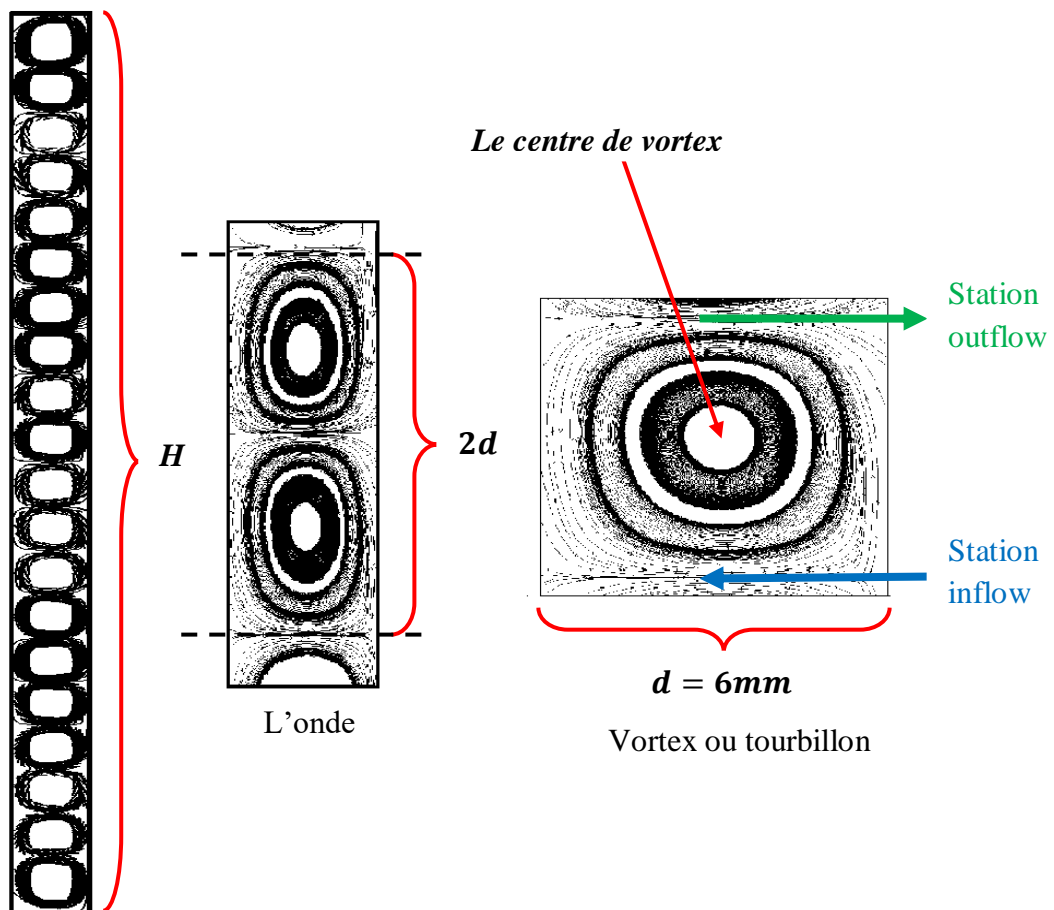 Le centre de vortex
Station
outflow
H
2d
Station
inflow
d = 6mm
L’onde
Vortex ou tourbillon